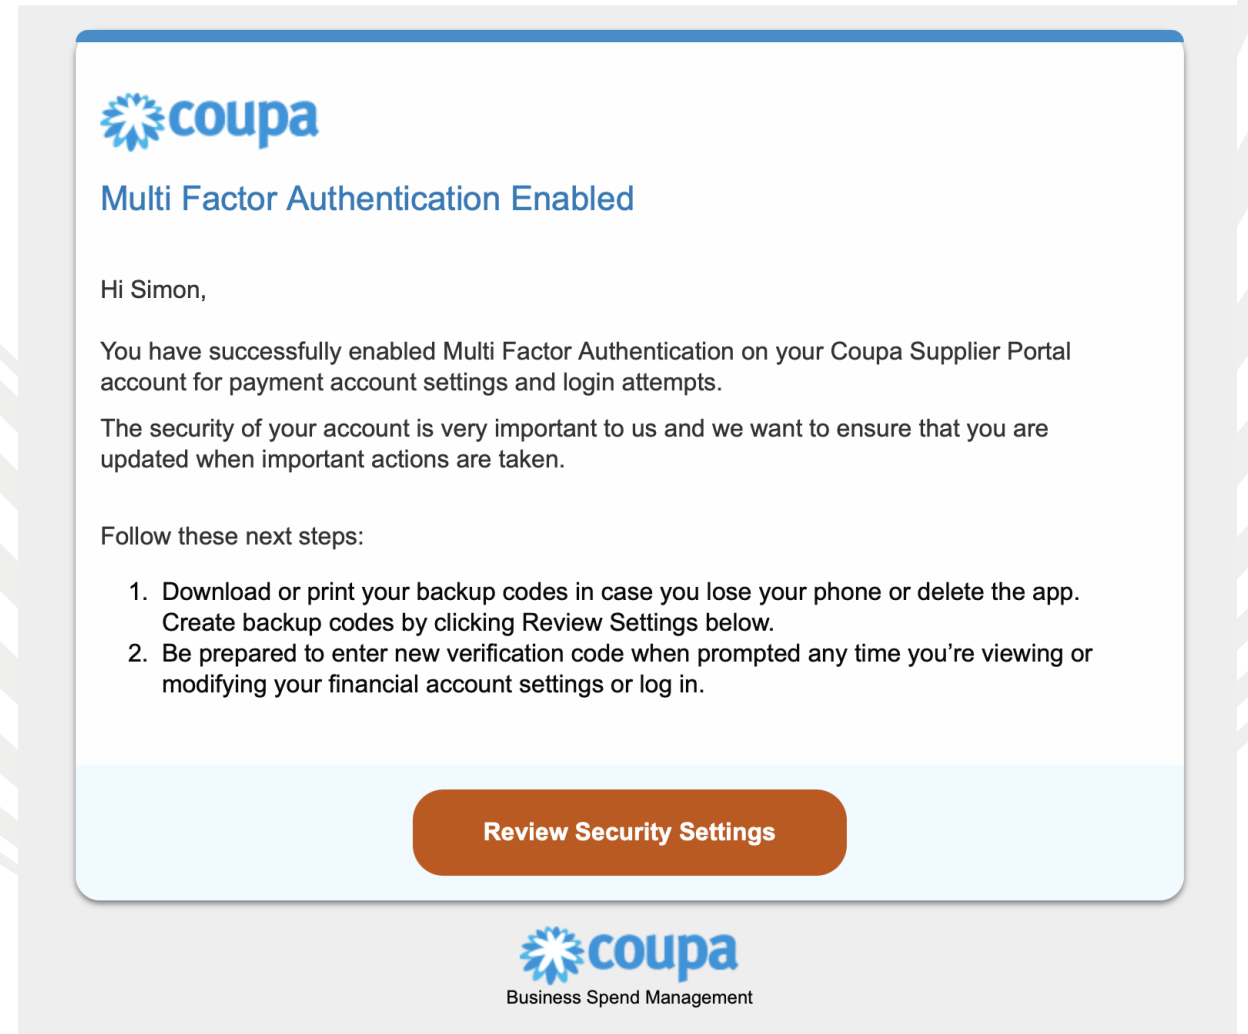 coupa
Multi Factor Authentication Enabled
Hi Simon,
You have successfully enabled Multi Factor Authentication on your Coupa Supplier Portal
account for payment account settings and login attempts.
The security of your account is very important to us and we want to ensure that you are
updated when important actions are taken.
Follow these next steps:
1. Download or print your backup codes in case you lose your phone or delete the app.
Create backup codes by clicking Review Settings below.
2. Be prepared to enter new verification code when prompted any time you’re viewing or
modifying your financial account settings or log in.
Review Security Settings
coupa
Business Spend Management